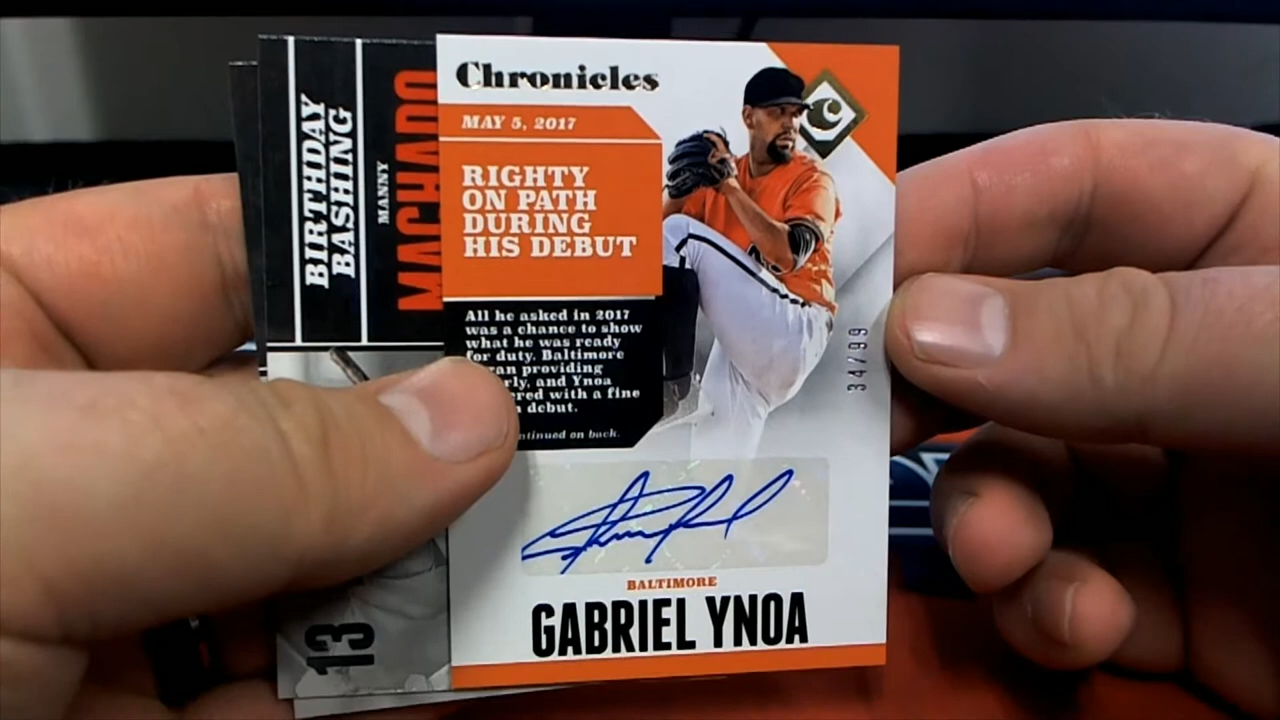 Chronicles
MAY 5, 2017
RIGHTY
ON PATH
DURING
HIS DEBUT
All he asked in 2017
was a chance to show
what he was ready
for duty. Baltimore
providing
and Ynoa
with a fine
debut.
on back.
34/99
C
BALTIMORE
GABRIEL YNOA
BIRTHDAY
BASHING
MANNY
MACHADO
13